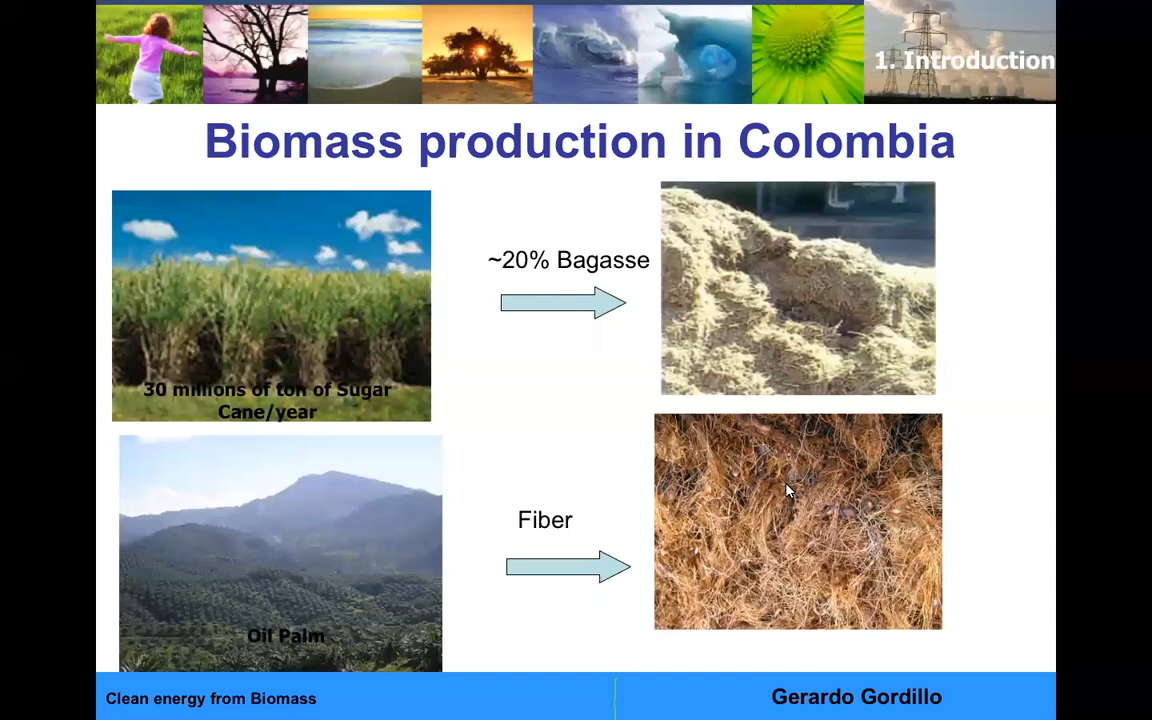 1. Introduction
Biomass production in Colombia
~20% Bagasse
30 millions of ton of Sugar
Cane/year
Fiber
Oil Palm
Clean energy from Biomass
Gerardo Gordillo